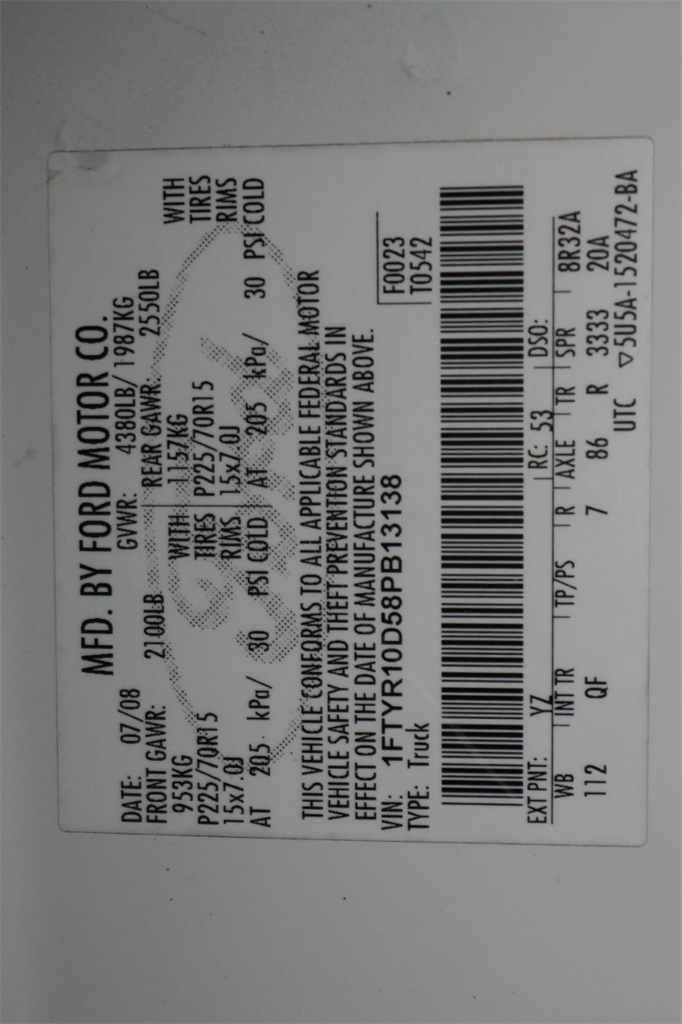 MFD. BY FORD MOTOR CO.
DATE: 07/08 GVWR: 4380LB/ 1987KG
FRONT GAWR: 2100LB REAR GAWR: 2550LB
953KG WITH 1157KG WITH
P225/70R15 TIRES P225/70R15 TIRES
15x7.0J RIMS 15x7.0J RIMS
AT 205 kPa/ 30 PSI COLD AT 205 kPa/ 30 PSI COLD
THIS VEHICLE CONFORMS TO ALL APPLICABLE FEDERAL MOTOR
VEHICLE SAFETY AND THEFT PREVENTION STANDARDS IN
EFFECT ON THE DATE OF MANUFACTURE SHOWN ABOVE.
VIN: 1FTYR10D58PB13138 F0023
TYPE: Truck T0542
EXT PNT: YZ RC: 53 DSO:
WB INT TR TP/PS R AXLE TR SPR 8R32A
112 QF 7 86 R 3333 20A
UTC ▽5U5A-1520472-BA